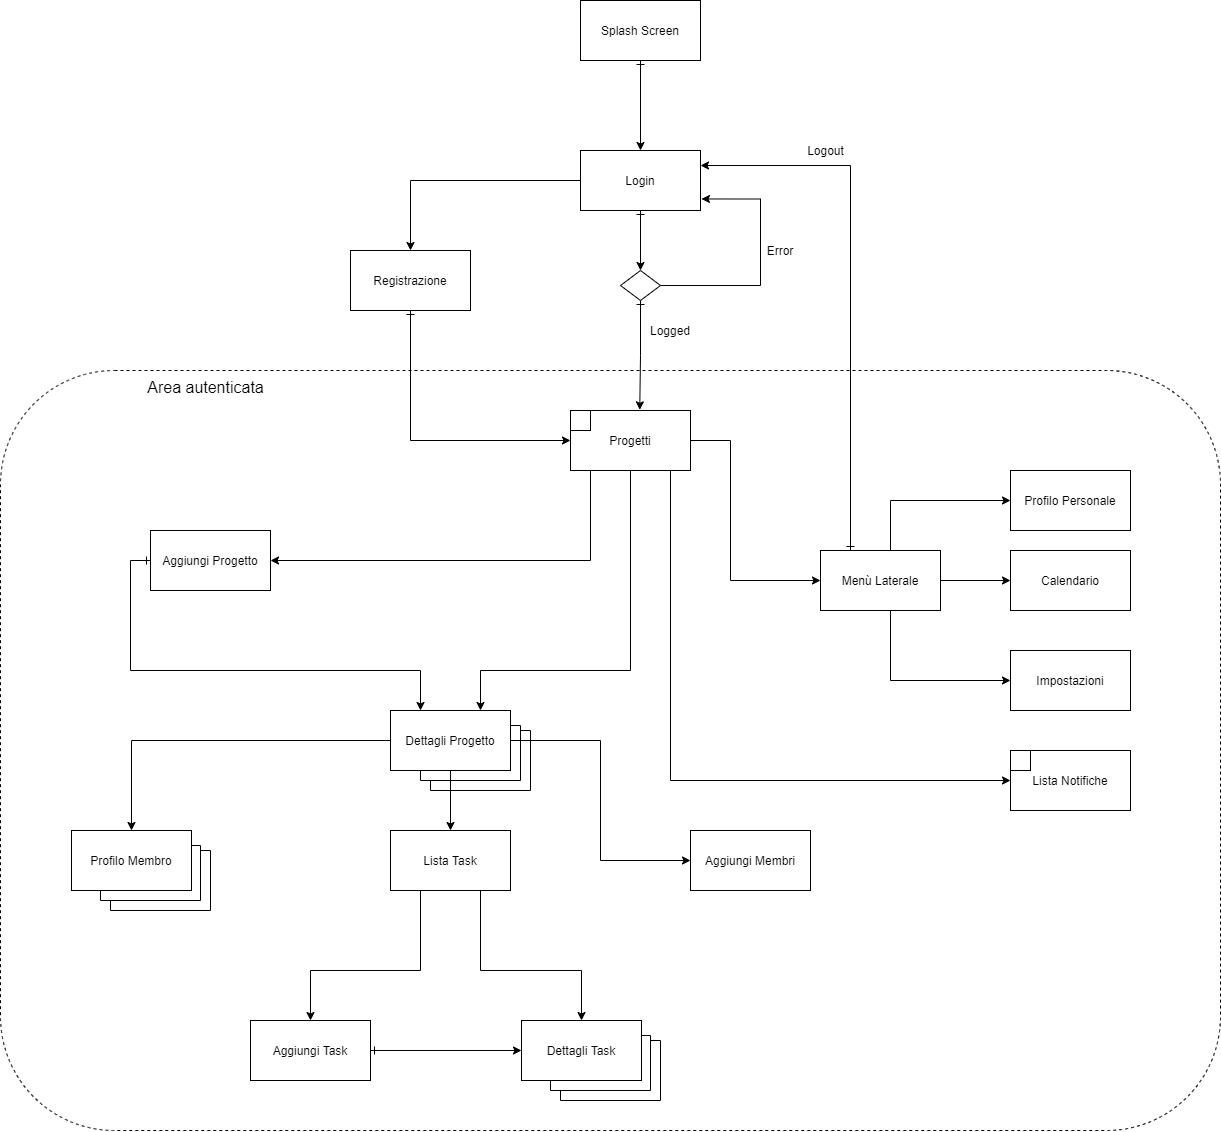 Splash Screen
Logout
Login
Error
Registrazione
Logged
Area autenticata
Progetti
Profilo Personale
Aggiungi Progetto
Menù Laterale
Calendario
Impostazioni
Dettagli Progetto
Lista Notifiche
Profilo Membro
Lista Task
Aggiungi Membri
Aggiungi Task
Dettagli Task